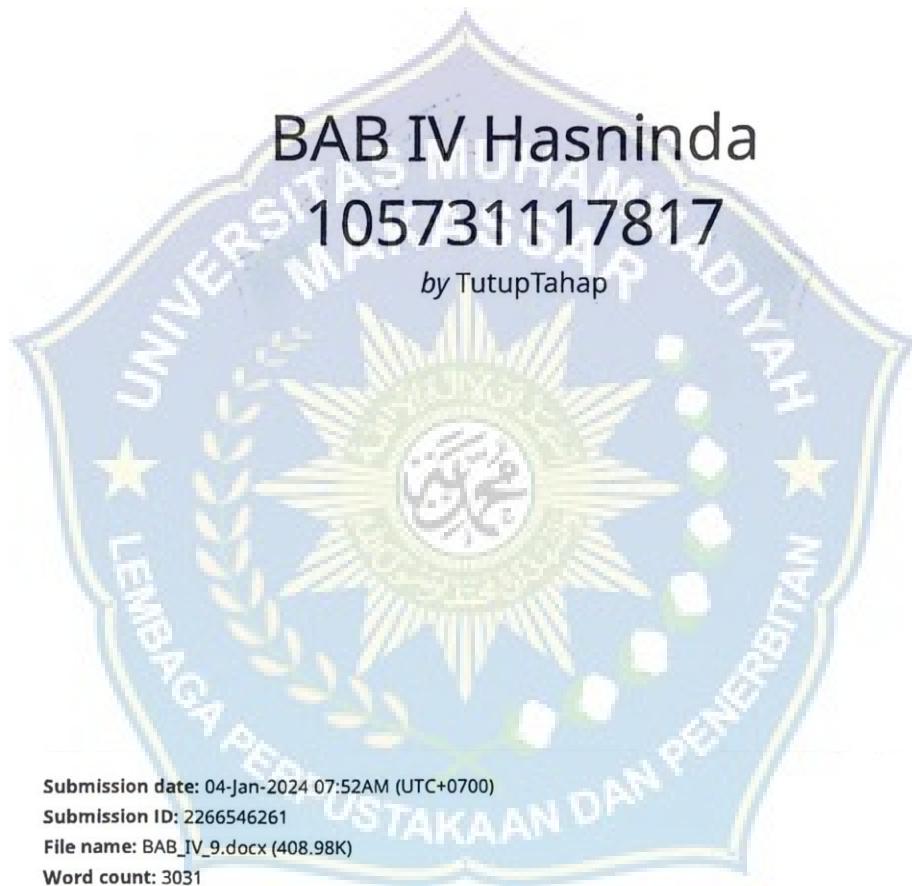 BAB IV Hasninda
105731117817
by TutupTahap
UNIVERSITAS MUHAMMADIYAH
MAKASSAR
LEMBAGA PERPUSTAKAAN DAN PENERBITAN
Submission date: 04-Jan-2024 07:52AM (UTC+0700)
Submission ID: 2266546261
File name: BAB_IV_9.docx (408.98K)
Word count: 3031